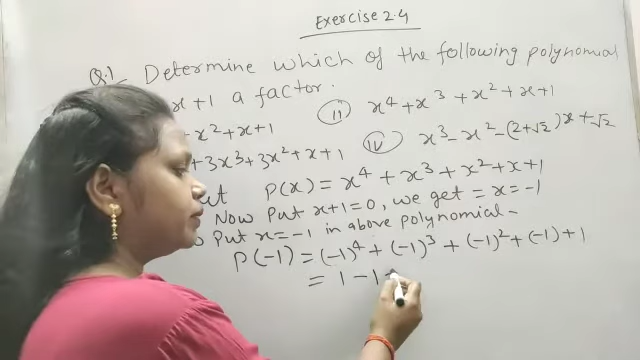 Exercise 2.4
Q.1 Determine which of the following polynomial
x+1 a factor.
+x²+x+1 (ii) x⁴+x³+x²+x+1
+3x³+3x²+x+1 (iv) x³-x²-(2+√2)x+√2
P(x)=x⁴+x³+x²+x+1
Now Put x+1=0, we get = x=-1
Put x=-1 in above polynomial-
P(-1)=(-1)⁴+(-1)³+(-1)²+(-1)+1
= 1-1